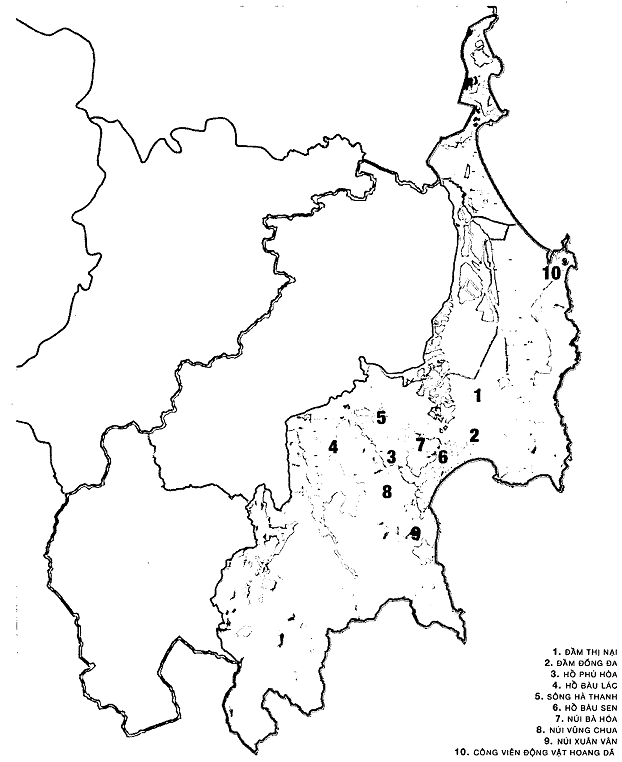 10
1
5
2
7
4
3
6
8
9
1. ĐẦM THỊ NẠI
2. ĐẦM ĐỐNG ĐA
3. HỒ PHÚ HÒA
4. HỒ BÀU LÁC
5. SÔNG HÀ THANH
6. HỒ BÀU SEN
7. NÚI BÀ HỎA
8. NÚI VŨNG CHUA
9. NÚI XUÂN VÂN
10. CÔNG VIÊN ĐỘNG VẬT HOANG DÃ